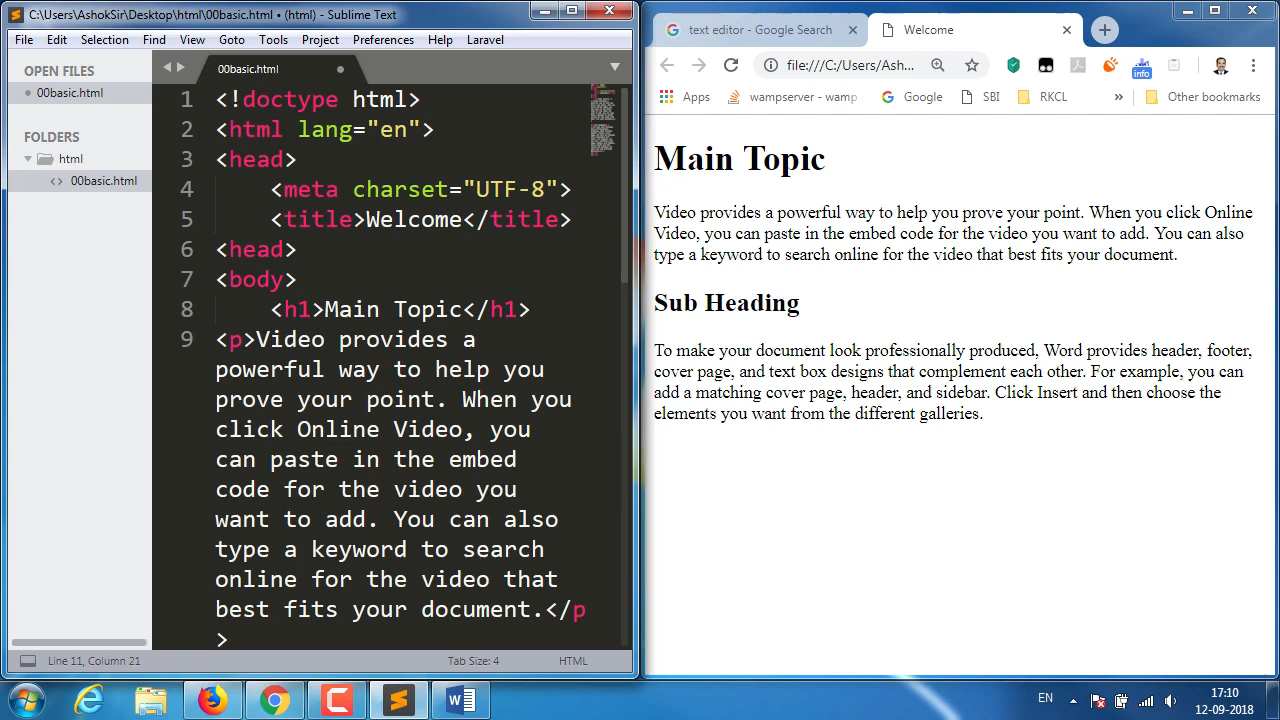 C:\Users\AshokSir\Desktop\html\00basic.html • (html) - Sublime Text
File Edit Selection Find View Goto Tools Project Preferences Help Laravel
OPEN FILES
00basic.html
FOLDERS
html
<> 00basic.html
00basic.html
1 <!doctype html>
2 <html lang="en">
3 <head>
4 <meta charset="UTF-8">
5 <title>Welcome</title>
6 <head>
7 <body>
8 <h1>Main Topic</h1>
9 <p>Video provides a
powerful way to help you
prove your point. When you
click Online Video, you
can paste in the embed
code for the video you
want to add. You can also
type a keyword to search
online for the video that
best fits your document.</p
>
Line 11, Column 21
Tab Size: 4
HTML
text editor - Google Search
Welcome
file:///C:/Users/Ash...
info
Apps
wampserver - wamp
Google
SBI
RKCL
»
Other bookmarks
Main Topic
Video provides a powerful way to help you prove your point. When you click Online
Video, you can paste in the embed code for the video you want to add. You can also
type a keyword to search online for the video that best fits your document.
Sub Heading
To make your document look professionally produced, Word provides header, footer,
cover page, and text box designs that complement each other. For example, you can
add a matching cover page, header, and sidebar. Click Insert and then choose the
elements you want from the different galleries.
EN
17:10
12-09-2018